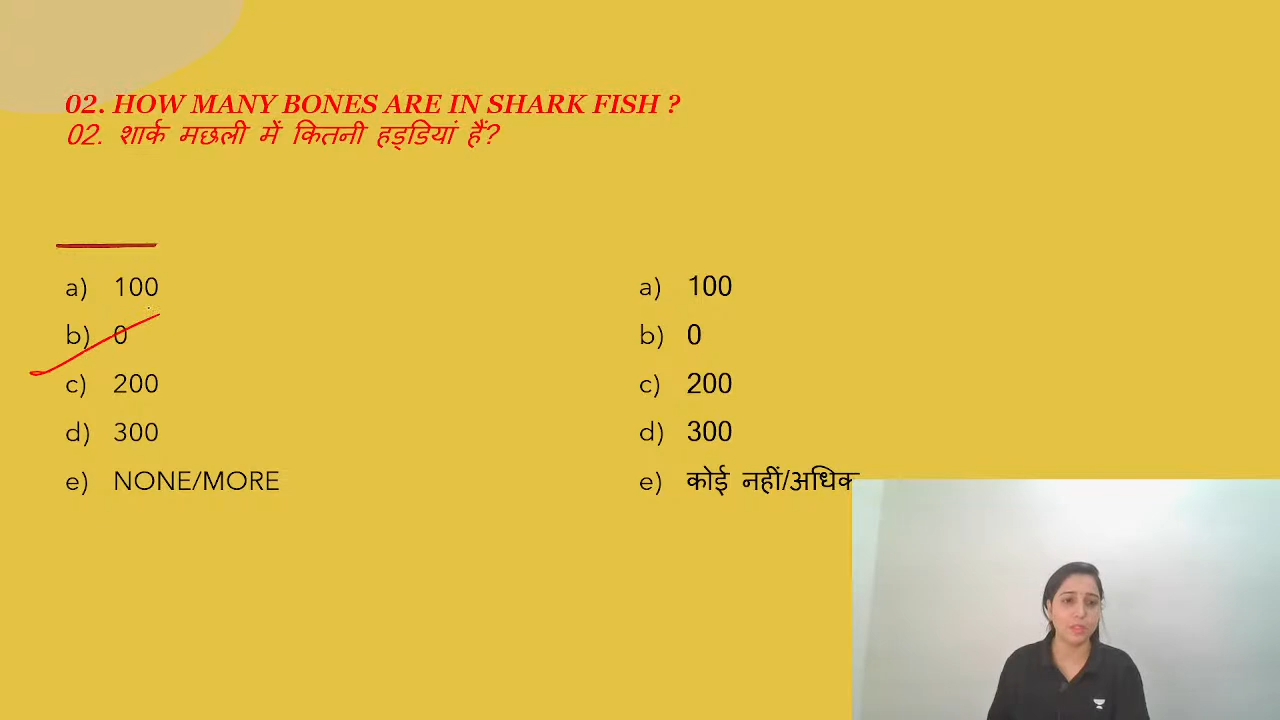 02. HOW MANY BONES ARE IN SHARK FISH ?
02. शार्क मछली में कितनी हड्डियां हैं?
a) 100
b) 0
c) 200
d) 300
e) NONE/MORE
a) 100
b) 0
c) 200
d) 300
e) कोई नहीं/अधिक